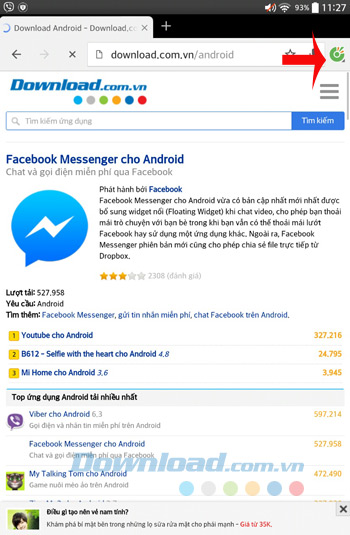 93% 11:27
Download Android - Download.c
download.com.vn/android
Download.com.vn
Tìm kiếm ứng dụng
Tìm kiếm
Facebook Messenger cho Android
Chat và gọi điện miễn phí qua Facebook
Phát hành bởi Facebook
Facebook Messenger cho Android vừa có bản cập nhất mới nhất được
bổ sung widget nổi (Floating Widget) khi chat video, cho phép bạn thoải
mái trò chuyện với bạn bè trong khi bạn vẫn có thể thoải mái lướt
Facebook hay sử dụng một ứng dụng khác. Ngoài ra, Facebook
Messenger phiên bản mới cũng cho phép chia sẻ file trực tiếp từ
Dropbox.
2308 (đánh giá)
Lượt tải: 527.958
Yêu cầu: Android
Tìm thêm: Facebook Messenger, gửi tin nhắn miễn phí, chat Facebook trên Android.
1 Youtube cho Android 327,216
2 B612 - Selfie with the heart cho Android 4.8 24,795
3 Mi Home cho Android 3.6 3,945
Top ứng dụng Android tải nhiều nhất
Viber cho Android 6.3 597,214
Gọi điện và nhắn tin miễn phí trên Android
Facebook Messenger cho Android 527,958
Chat và gọi điện miễn phí qua Facebook
My Talking Tom cho Android 472,490
Game nuôi mèo ảo trên Android
Download.com.vn
Điều gì tạo nên vẻ nam tính?
Khám phá bí mật bên trong những lọ sữa rửa mặt cho phái mạnh - Giá từ 35K.